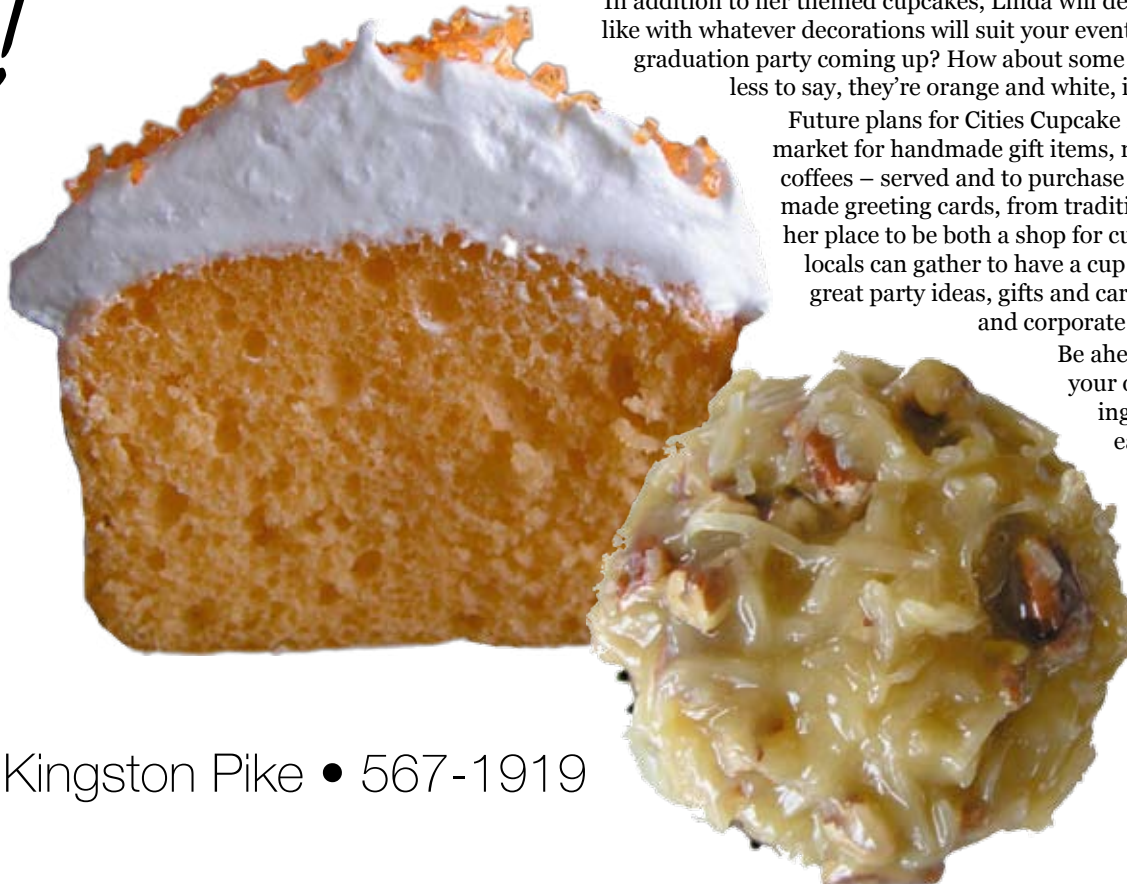 !
In addition to her themed cupcakes, Linda will de
like with whatever decorations will suit your event
graduation party coming up? How about some
less to say, they're orange and white, i
Future plans for Cities Cupcake
market for handmade gift items, 
coffees – served and to purchase
made greeting cards, from traditi
her place to be both a shop for cu
locals can gather to have a cup
great party ideas, gifts and car
and corporate
Be ahe
your
ing
Kingston Pike • 567-1919